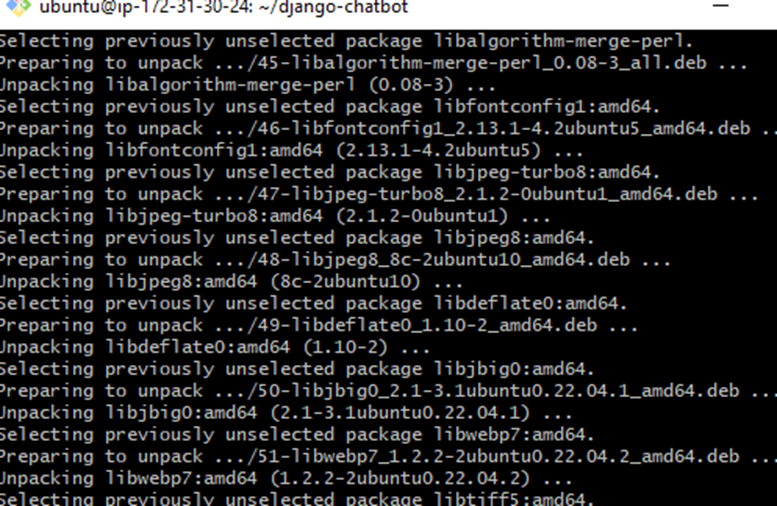 ubuntu@ip-172-31-30-24: ~/django-chatbot
Selecting previously unselected package libalgorithm-merge-perl.
Preparing to unpack .../45-libalgorithm-merge-perl_0.08-3_all.deb ...
Unpacking libalgorithm-merge-perl (0.08-3) ...
Selecting previously unselected package libfontconfig1:amd64.
Preparing to unpack .../46-libfontconfig1_2.13.1-4.2ubuntu5_amd64.deb ..
Unpacking libfontconfig1:amd64 (2.13.1-4.2ubuntu5) ...
Selecting previously unselected package libjpeg-turbo8:amd64.
Preparing to unpack .../47-libjpeg-turbo8_2.1.2-0ubuntu1_amd64.deb ...
Unpacking libjpeg-turbo8:amd64 (2.1.2-0ubuntu1) ...
Selecting previously unselected package libjpeg8:amd64.
Preparing to unpack .../48-libjpeg8_8c-2ubuntu10_amd64.deb ...
Unpacking libjpeg8:amd64 (8c-2ubuntu10) ...
Selecting previously unselected package libdeflate0:amd64.
Preparing to unpack .../49-libdeflate0_1.10-2_amd64.deb ...
Unpacking libdeflate0:amd64 (1.10-2) ...
Selecting previously unselected package libjbig0:amd64.
Preparing to unpack .../50-libjbig0_2.1-3.1ubuntu0.22.04.1_amd64.deb ...
Unpacking libjbig0:amd64 (2.1-3.1ubuntu0.22.04.1) ...
Selecting previously unselected package libwebp7:amd64.
Preparing to unpack .../51-libwebp7_1.2.2-2ubuntu0.22.04.2_amd64.deb ...
Unpacking libwebp7:amd64 (1.2.2-2ubuntu0.22.04.2) ...
Selecting previously unselected package libtiff5:amd64.